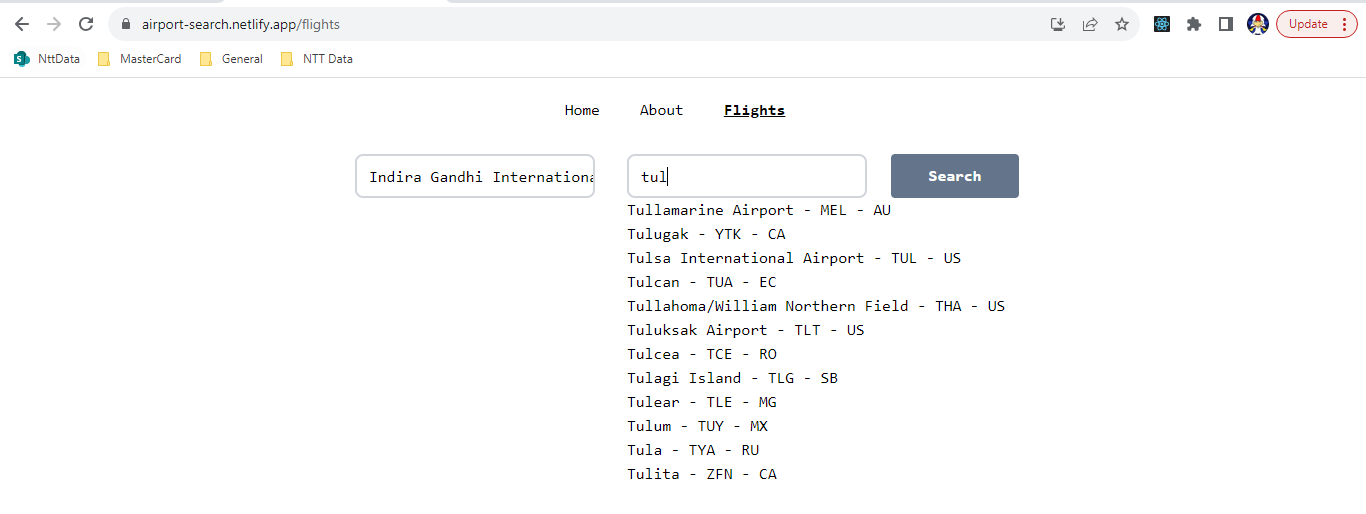 airport-search.netlify.app/flights
Update
NttData MasterCard General NTT Data
Home About Flights
Indira Gandhi Internationa tul Search
Tullamarine Airport - MEL - AU
Tulugak - YTK - CA
Tulsa International Airport - TUL - US
Tulcan - TUA - EC
Tullahoma/William Northern Field - THA - US
Tuluksak Airport - TLT - US
Tulcea - TCE - RO
Tulagi Island - TLG - SB
Tulear - TLE - MG
Tulum - TUY - MX
Tula - TYA - RU
Tulita - ZFN - CA